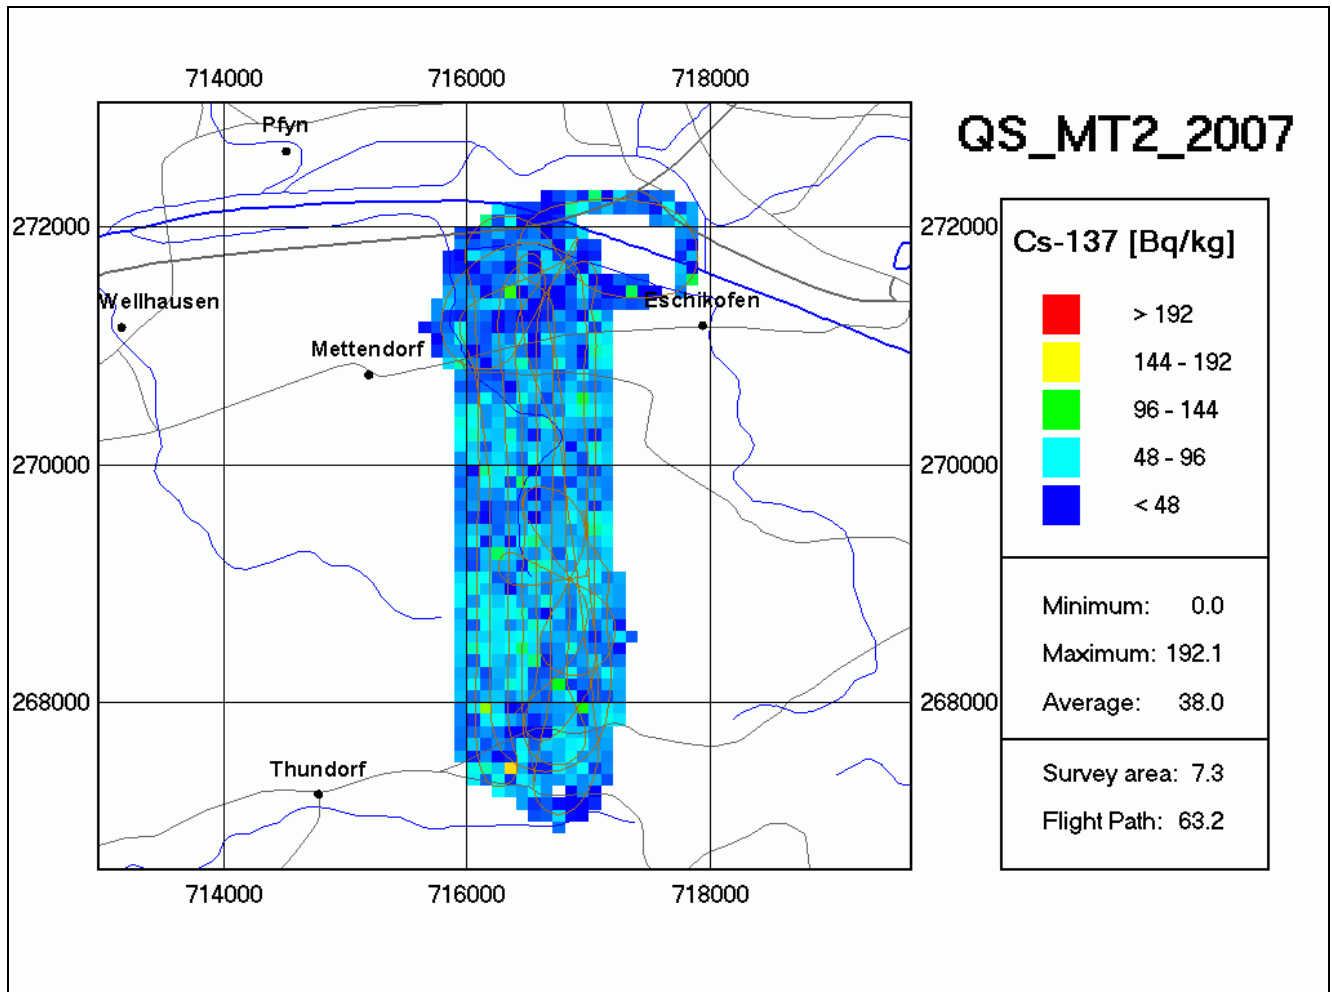 714000 716000 718000
QS_MT2_2007
Pfyn
272000 272000
Cs-137 [Bq/kg]
Wellhausen
Eschikofen
> 192
Mettendorf
144 - 192
96 - 144
48 - 96
< 48
270000 270000
Minimum: 0.0
Maximum: 192.1
Average: 38.0
268000 268000
Thundorf
Survey area: 7.3
Flight Path: 63.2
714000 716000 718000